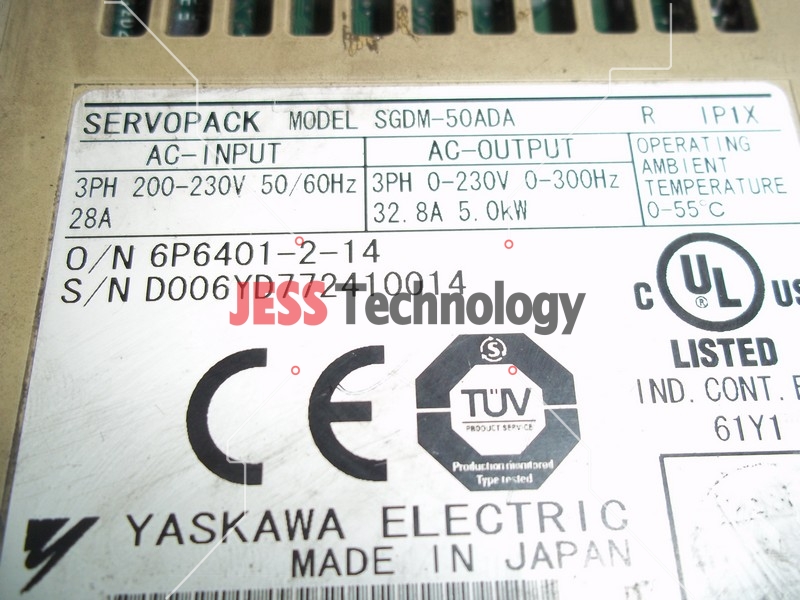 SERVOPACK MODEL SGDM-50ADA R IP1X
AC-INPUT
3PH 200-230V 50/60Hz
28A
AC-OUTPUT
3PH 0-230V 0-300Hz
32.8A 5.0kW
OPERATING
AMBIENT
TEMPERATURE
0-55°C
O/N 6P6401-2-14
S/N D006YD772410014
JESS Technology
C UL ® US
LISTED
IND. CONT. E
61Y1
CE
TÜV
PRODUCT SERVICE
Production monitored
Type tested
YASKAWA ELECTRIC
MADE IN JAPAN